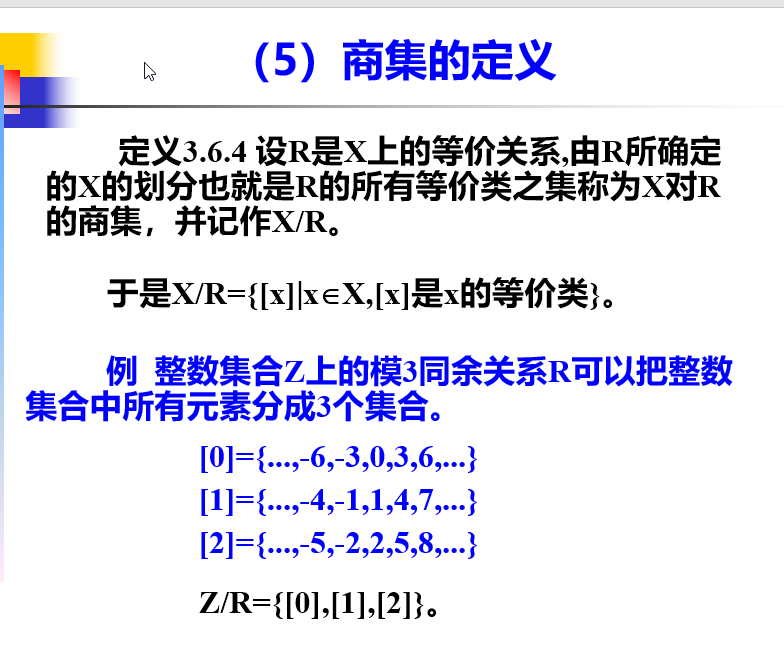 （5）商集的定义
定义3.6.4 设R是X上的等价关系,由R所确定
的X的划分也就是R的所有等价类之集称为X对R
的商集，并记作X/R。
于是X/R={[x]|x∈X,[x]是x的等价类}。
例 整数集合Z上的模3同余关系R可以把整数
集合中所有元素分成3个集合。
[0]={...,-6,-3,0,3,6,...}
[1]={...,-4,-1,1,4,7,...}
[2]={...,-5,-2,2,5,8,...}
Z/R={[0],[1],[2]}。